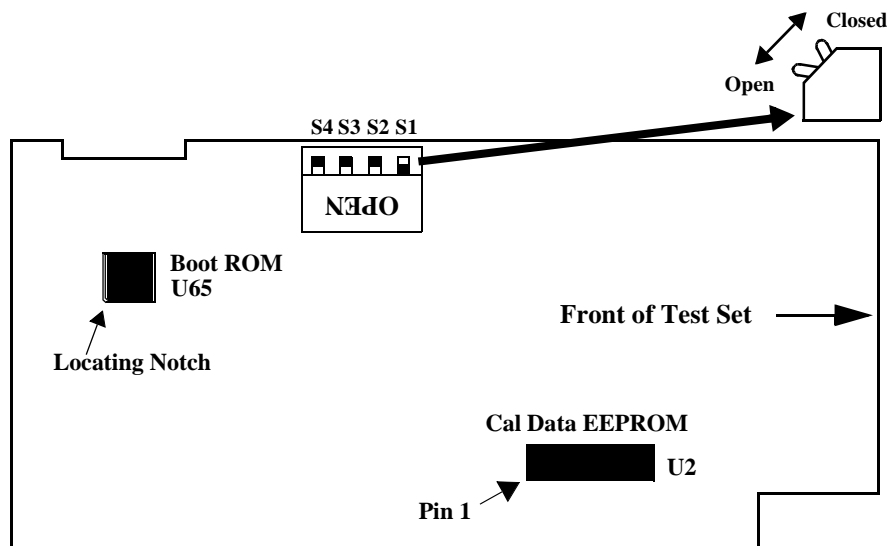 Closed
Open
S4 S3 S2 S1
OPEN
Boot ROM
U65
Front of Test Set
Locating Notch
Cal Data EEPROM
U2
Pin 1